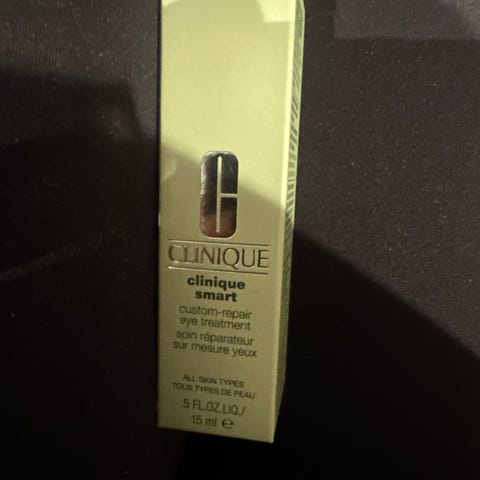 CLINIQUE
clinique
smart
custom-repair
eye treatment
soin réparateur
sur mesure yeux
ALL SKIN TYPES
TOUS TYPES DE PEAU
.5 FL.OZ.LIQ./
15 ml ℮